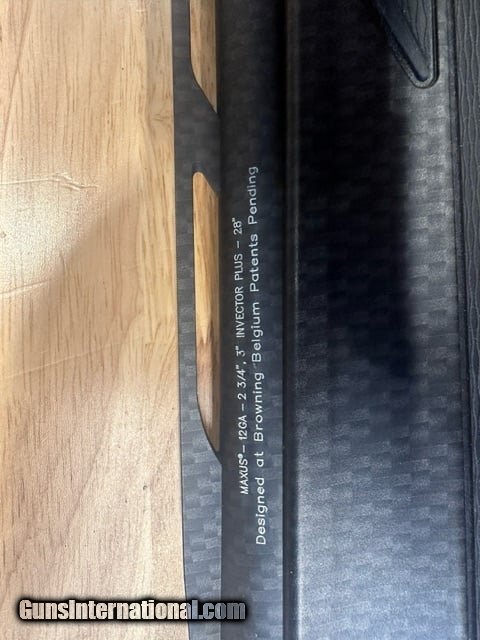 MAXUS® - 12GA - 2 3/4", 3" INVECTOR PLUS - 28"
Designed at Browning Belgium Patents Pending
GunsInternational.com